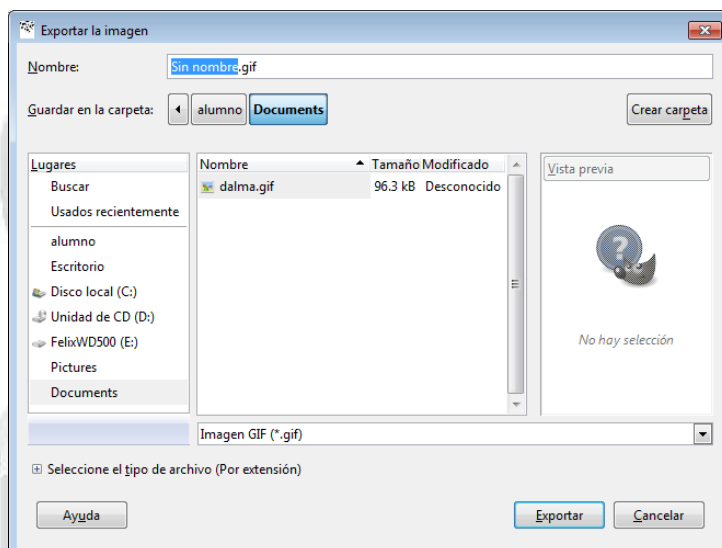 Exportar la imagen
Nombre: Sin nombre.gif
Guardar en la carpeta: alumno Documents Crear carpeta
Lugares
Buscar
Usados recientemente
alumno
Escritorio
Disco local (C:)
Unidad de CD (D:)
FelixWD500 (E:)
Pictures
Documents
Nombre Tamaño Modificado
dalma.gif 96.3 kB Desconocido
Vista previa
No hay selección
Imagen GIF (*.gif)
Seleccione el tipo de archivo (Por extensión)
Ayuda Exportar Cancelar